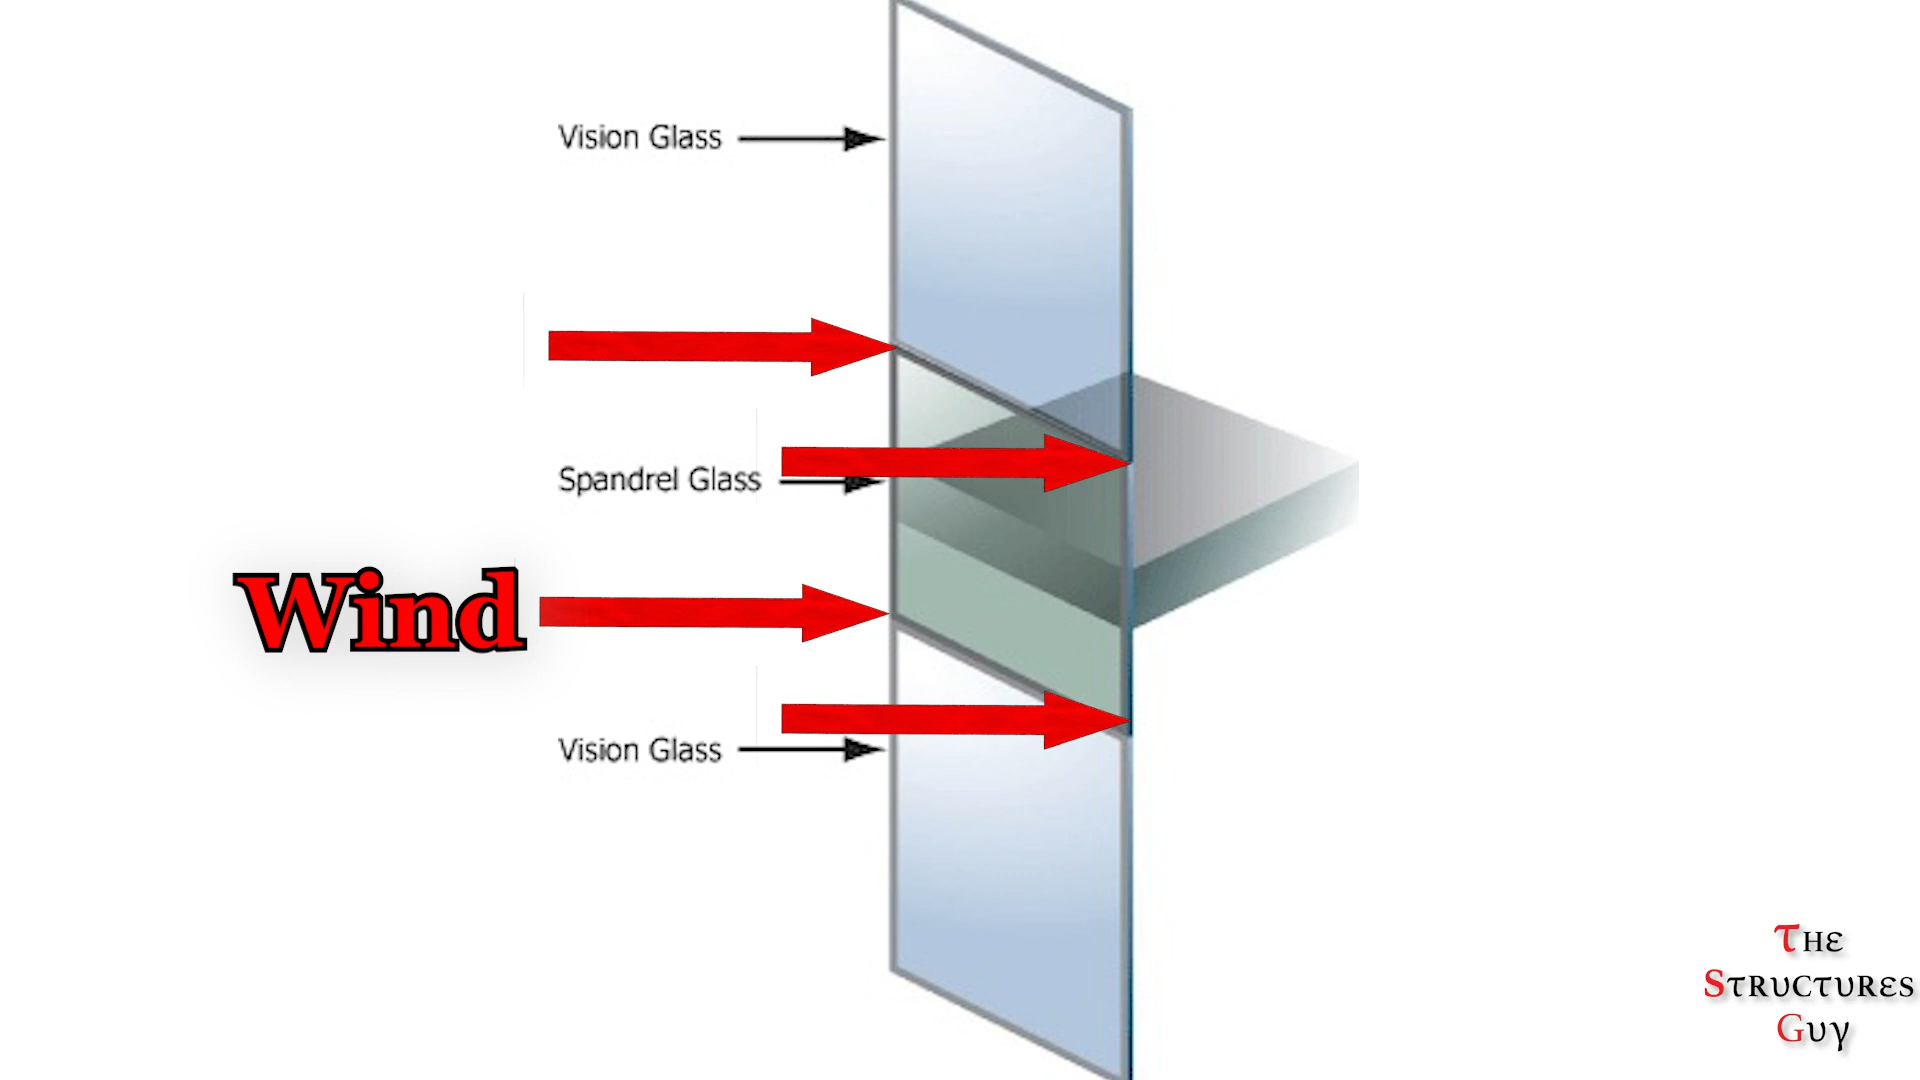 Vision Glass
Spandrel Glass
Wind
Vision Glass
The
Structures
Guy